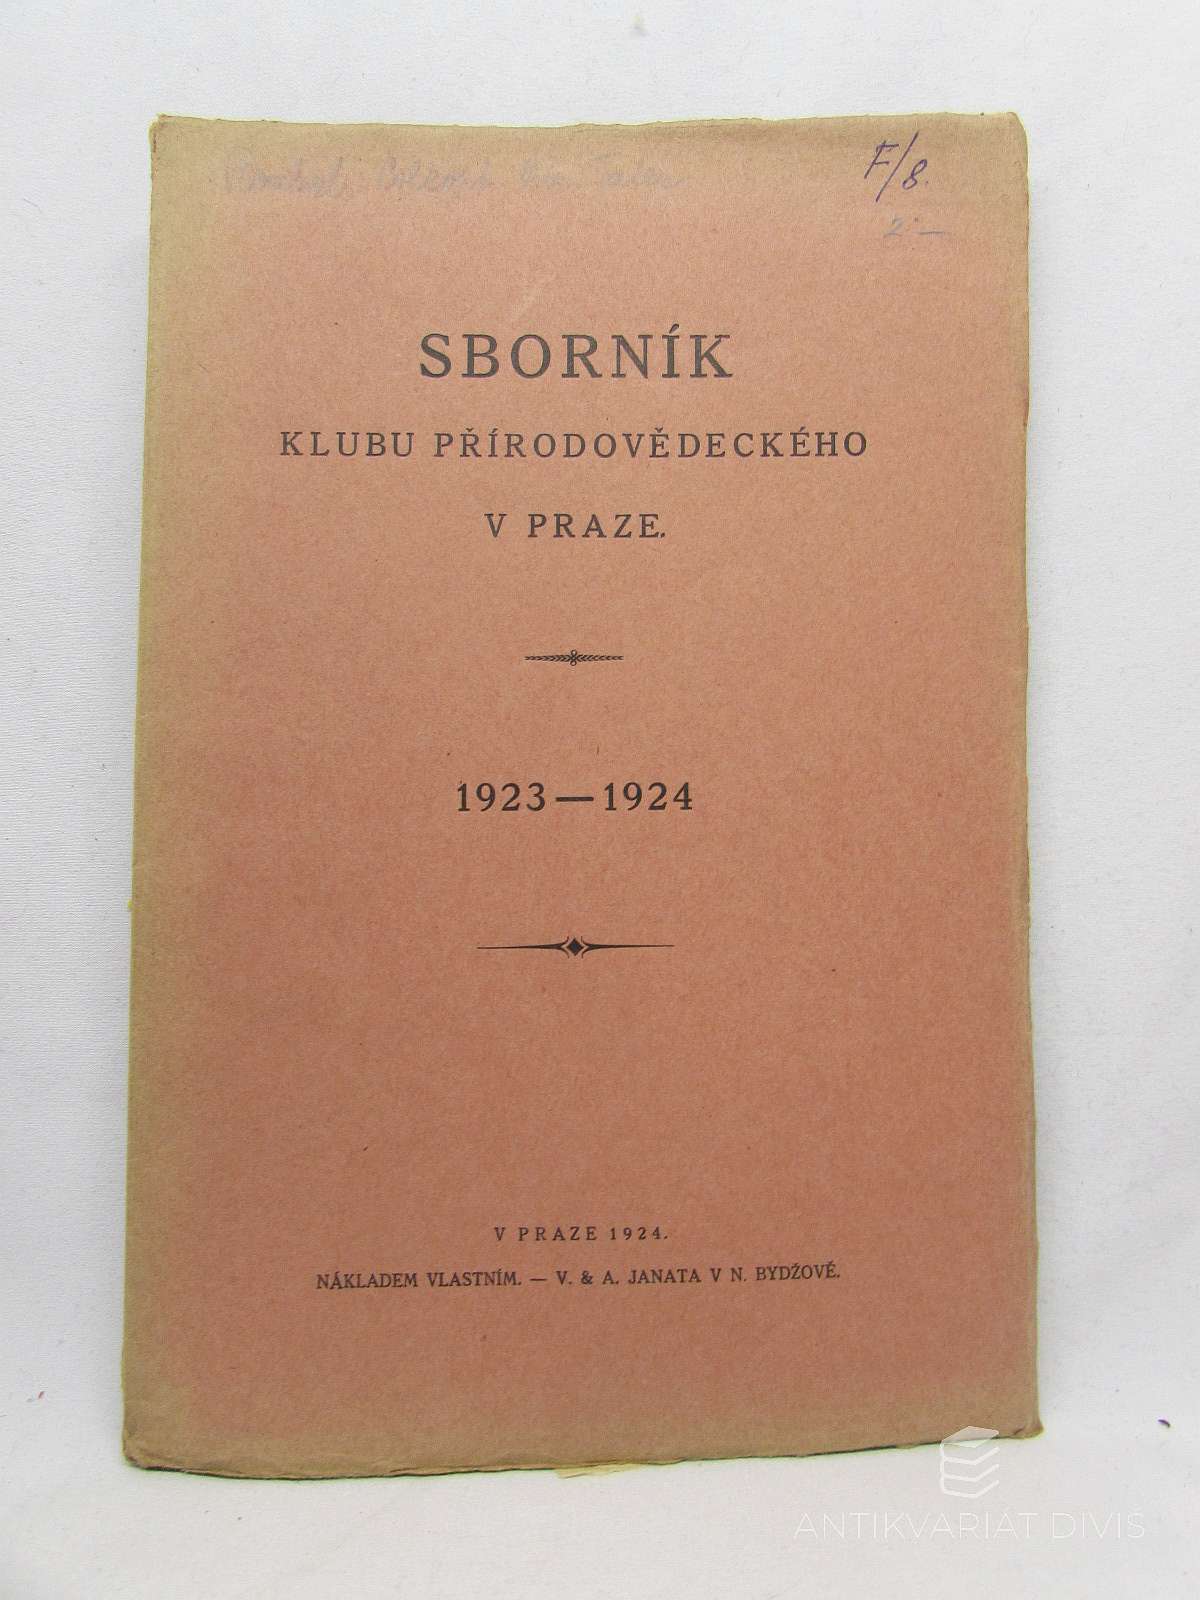 F/8.
2.—
SBORNÍK
KLUBU PŘÍRODOVĚDECKÉHO
V PRAZE.
1923—1924
V PRAZE 1924.
NÁKLADEM VLASTNÍM. — V. & A. JANATA V N. BYDŽOVÉ.
ANTIKVARIÁT DIVIŠ